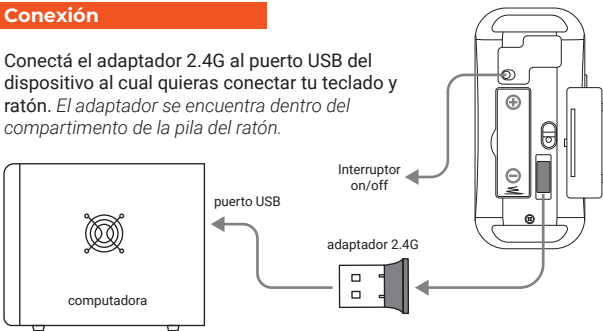 Conexión
Conectá el adaptador 2.4G al puerto USB del
dispositivo al cual quieras conectar tu teclado y
ratón. El adaptador se encuentra dentro del
compartimento de la pila del ratón.
Interruptor
on/off
puerto USB
adaptador 2.4G
computadora